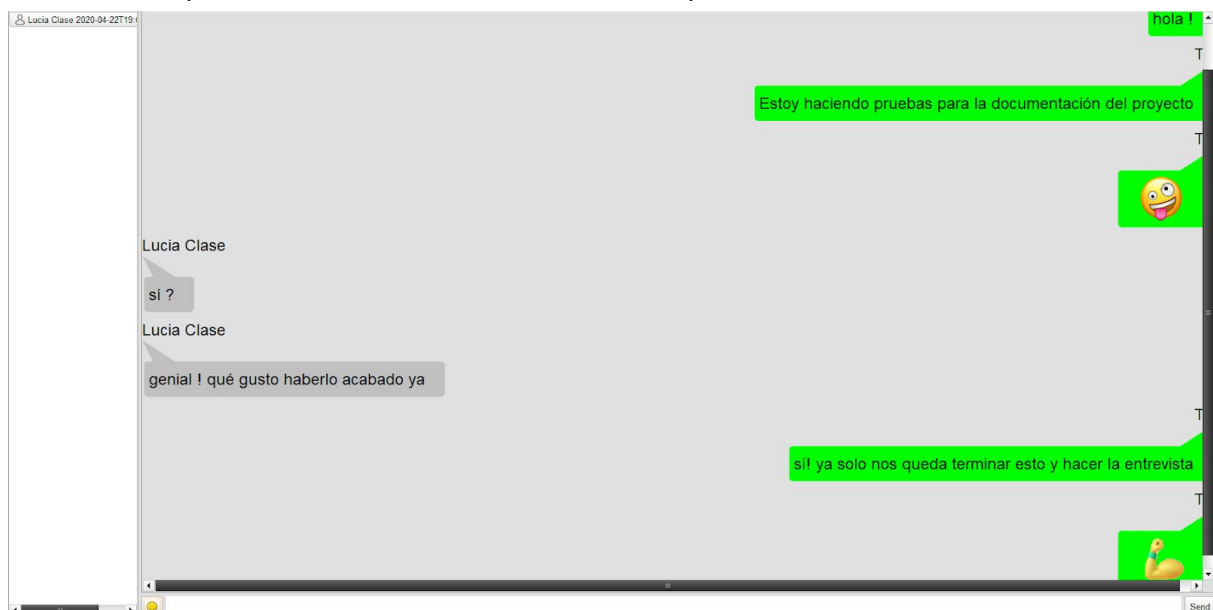 Lucia Clase 2020-04-22T19:
hola !
T
Estoy haciendo pruebas para la documentación del proyecto
T
Lucia Clase
sí ?
Lucia Clase
genial ! qué gusto haberlo acabado ya
T
sí! ya solo nos queda terminar esto y hacer la entrevista
T
Send